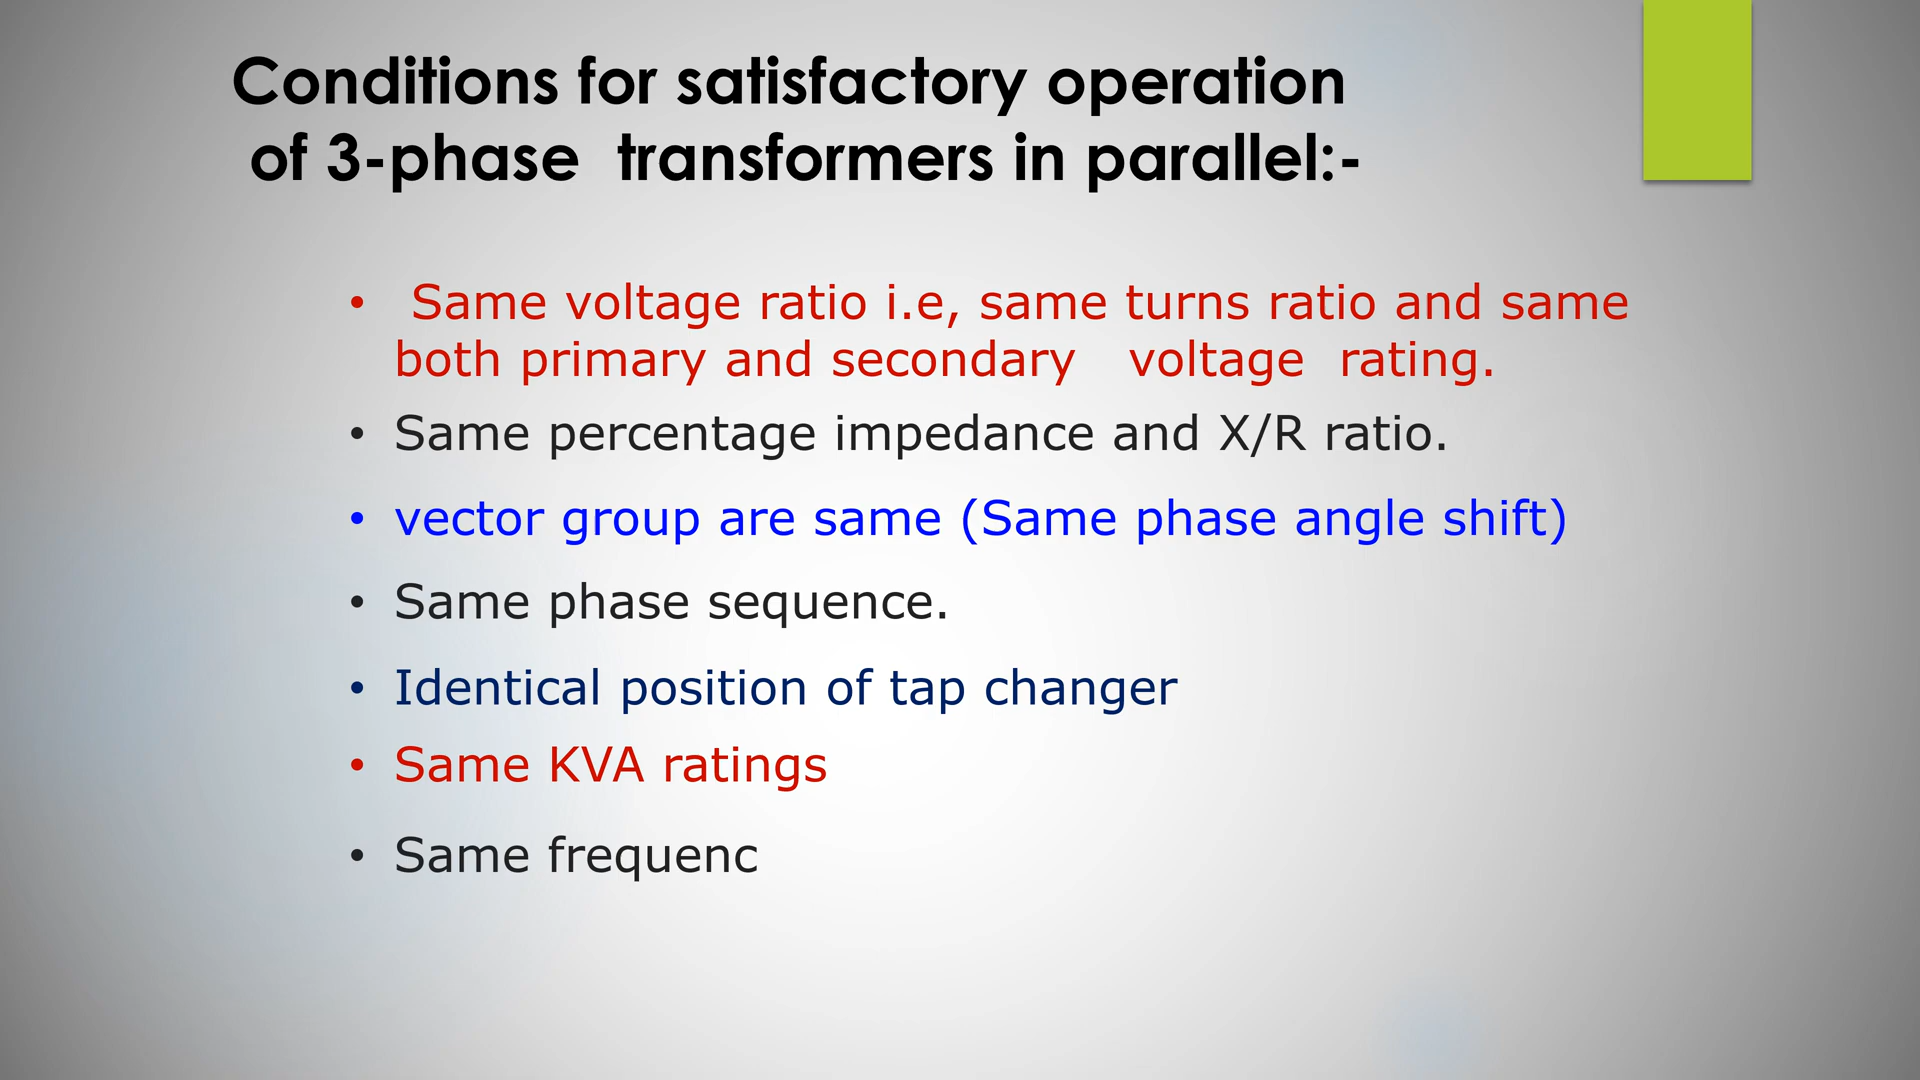 Conditions for satisfactory operation
of 3-phase transformers in parallel:-
• Same voltage ratio i.e, same turns ratio and same
both primary and secondary voltage rating.
• Same percentage impedance and X/R ratio.
• vector group are same (Same phase angle shift)
• Same phase sequence.
• Identical position of tap changer
• Same KVA ratings
• Same frequenc